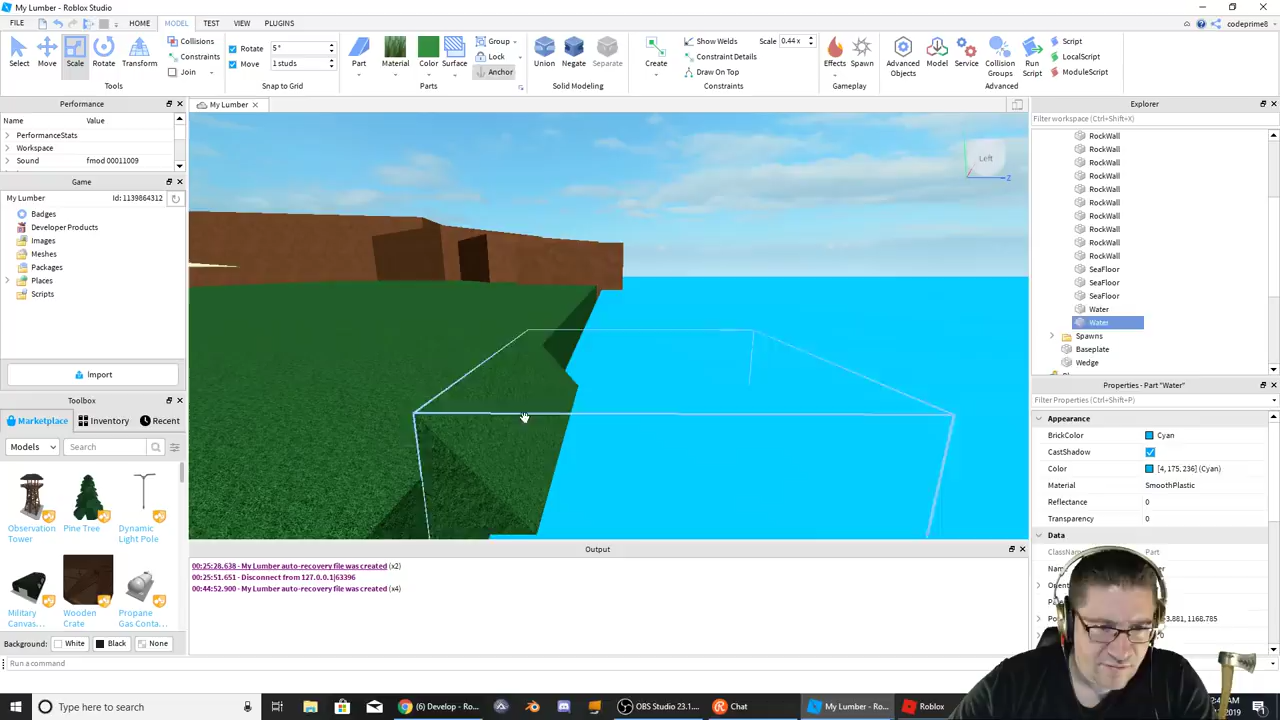 My Lumber - Roblox Studio
FILE
HOME
MODEL
TEST
VIEW
PLUGINS
codeprime8
Select
Move
Scale
Rotate
Transform
Collisions
Constraints
Join
Tools
Rotate
5 °
Move
1 studs
Snap to Grid
Part
Material
Color
Surface
Group
Lock
Anchor
Parts
Union
Negate
Separate
Solid Modeling
Create
Show Welds
Scale
0.44 x
Constraint Details
Draw On Top
Constraints
Effects
Spawn
Gameplay
Advanced Objects
Model
Service
Collision Groups
Run Script
Script
LocalScript
ModuleScript
Advanced
Performance
Name
Value
PerformanceStats
Workspace
Sound
fmod 00011009
Game
My Lumber
Id: 1139864312
Badges
Developer Products
Images
Meshes
Packages
Places
Scripts
Import
Toolbox
Marketplace
Inventory
Recent
Models
Search
Observation Tower
Pine Tree
Dynamic Light Pole
Military Canvas...
Wooden Crate
Propane Gas Conta...
Background:
White
Black
None
Run a command
My Lumber
Left
Z
Output
00:25:28.638 - My Lumber auto-recovery file was created (x2)
00:25:51.651 - Disconnect from 127.0.0.1|63396
00:44:52.900 - My Lumber auto-recovery file was created (x4)
Explorer
Filter workspace (Ctrl+Shift+X)
RockWall
RockWall
RockWall
RockWall
RockWall
RockWall
RockWall
RockWall
RockWall
RockWall
SeaFloor
SeaFloor
SeaFloor
Water
Water
Spawns
Baseplate
Wedge
Properties - Part "Water"
Filter Properties (Ctrl+Shift+P)
Appearance
BrickColor
Cyan
CastShadow
Color
[4, 175, 236] (Cyan)
Material
SmoothPlastic
Reflectance
0
Transparency
0
Data
Type here to search
(6) Develop - Ro...
OBS Studio 23.1....
Chat
My Lumber - Ro...
Roblox